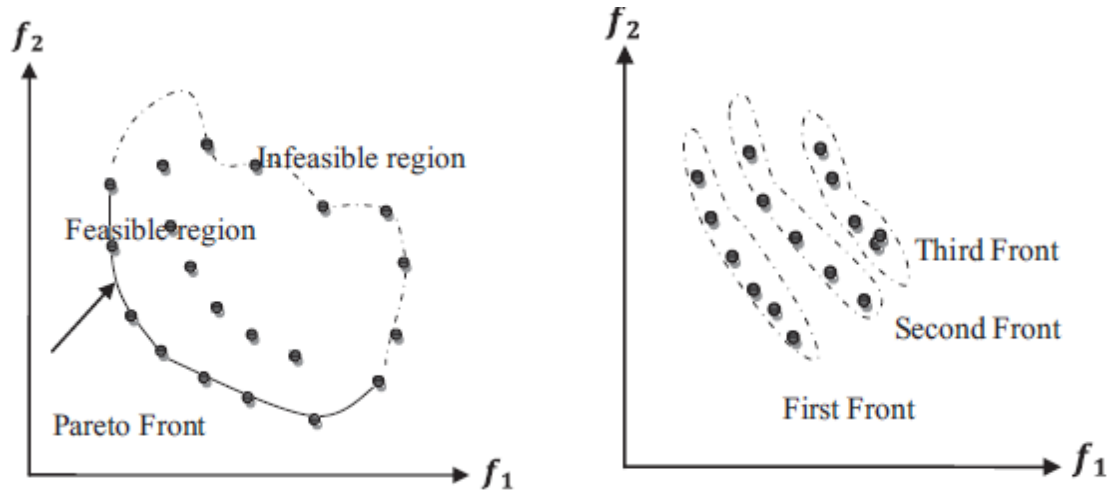 f₂
Infeasible region
Feasible region
Pareto Front
f₁
f₂
Third Front
Second Front
First Front
f₁